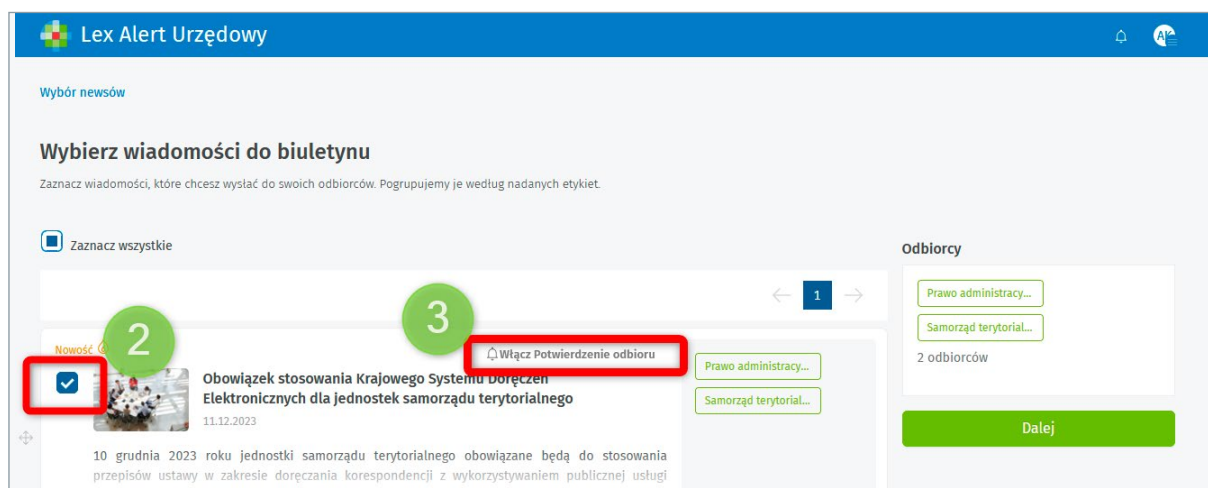 Lex Alert Urzędowy
Wybór newsów
Wybierz wiadomości do biuletynu
Zaznacz wiadomości, które chcesz wysłać do swoich odbiorców. Pogrupujemy je według nadanych etykiet.
Zaznacz wszystkie
1
3
2
Nowość
Włącz Potwierdzenie odbioru
Obowiązek stosowania Krajowego Systemu Doręczeń
Elektronicznych dla jednostek samorządu terytorialnego
11.12.2023
10 grudnia 2023 roku jednostki samorządu terytorialnego obowiązane będą do stosowania
przepisów ustawy w zakresie doręczania korespondencji z wykorzystywaniem publicznej usługi
Prawo administracy...
Samorząd terytorial...
Odbiorcy
Prawo administracy...
Samorząd terytorial...
2 odbiorców
Dalej